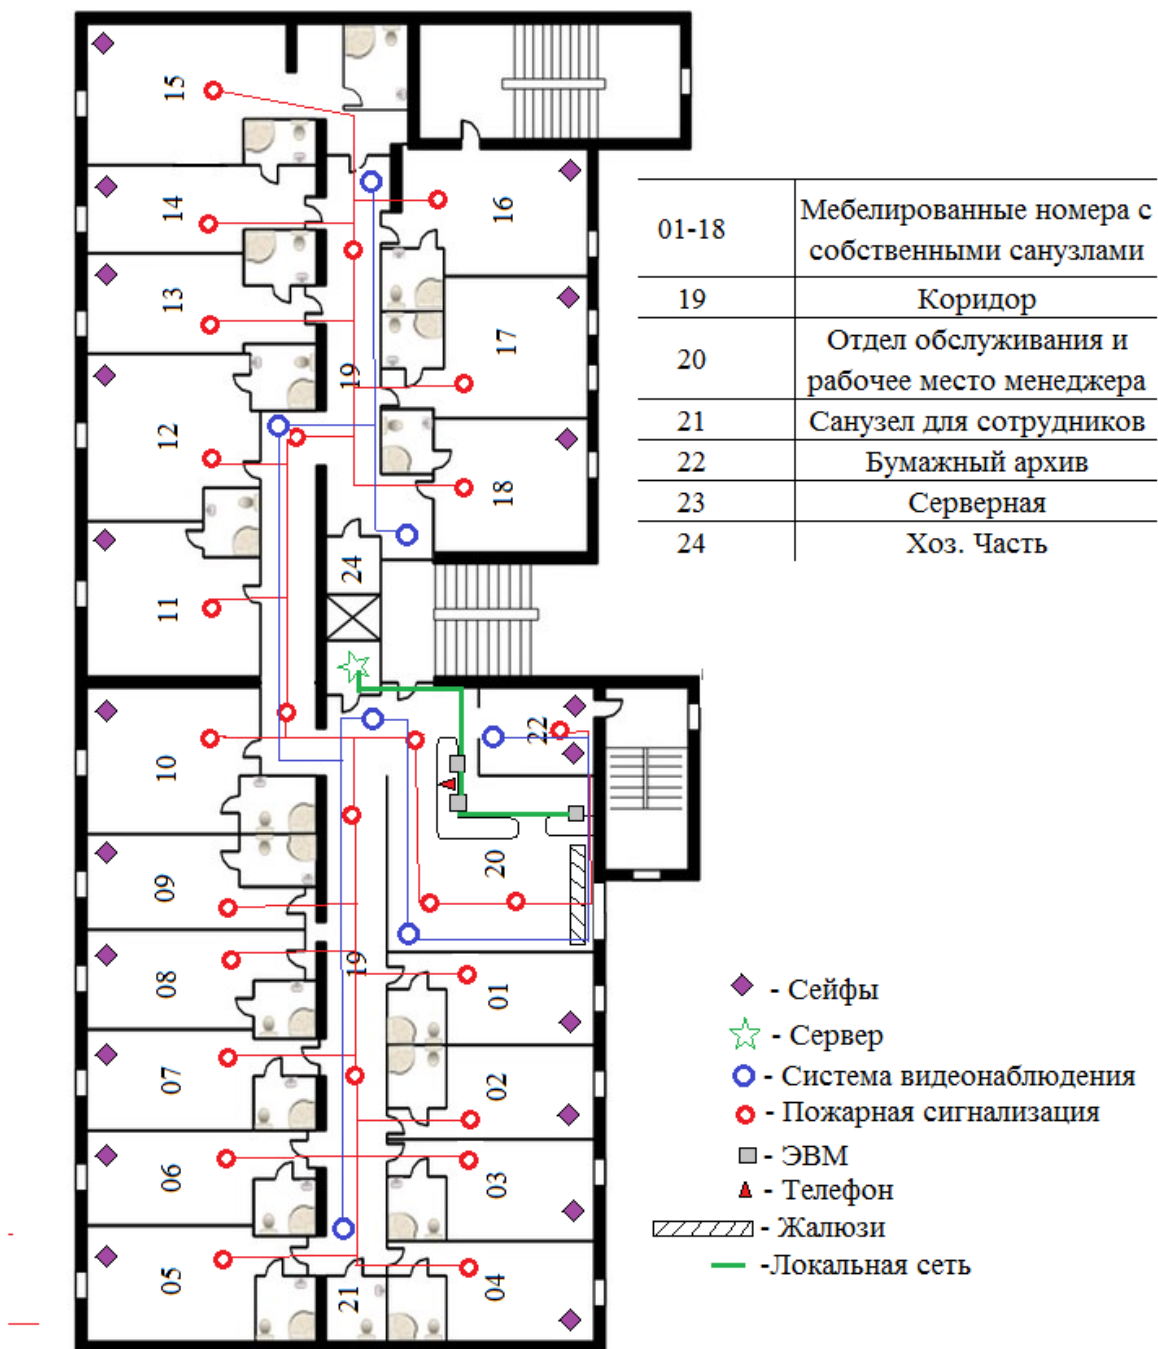 15
14
16
13
17
19
12
18
11
24
22
10
20
09
08
19
01
07
02
06
03
05
21
04
01-18
Мебелированные номера с
собственными санузлами
19
Коридор
20
Отдел обслуживания и
рабочее место менеджера
21
Санузел для сотрудников
22
Бумажный архив
23
Серверная
24
Хоз. Часть
- Сейфы
- Сервер
- Система видеонаблюдения
- Пожарная сигнализация
- ЭВМ
- Телефон
- Жалюзи
-Локальная сеть